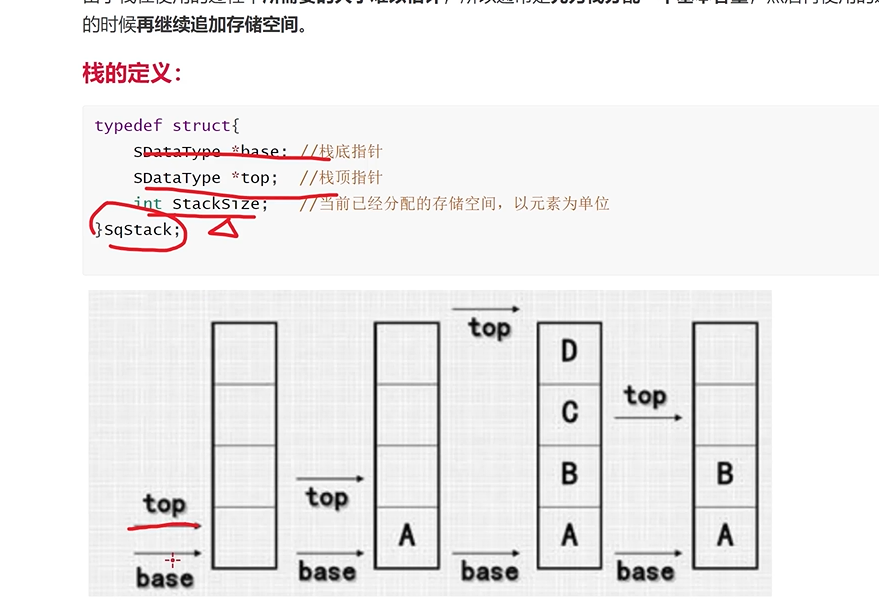 的时候再继续追加存储空间。
栈的定义：
typedef struct{
SDataType *base; //栈底指针
SDataType *top; //栈顶指针
int StackSize; //当前已经分配的存储空间，以元素为单位
}SqStack;
top
D
top
C
top
top
B
B
A
A
A
base
base
base
base